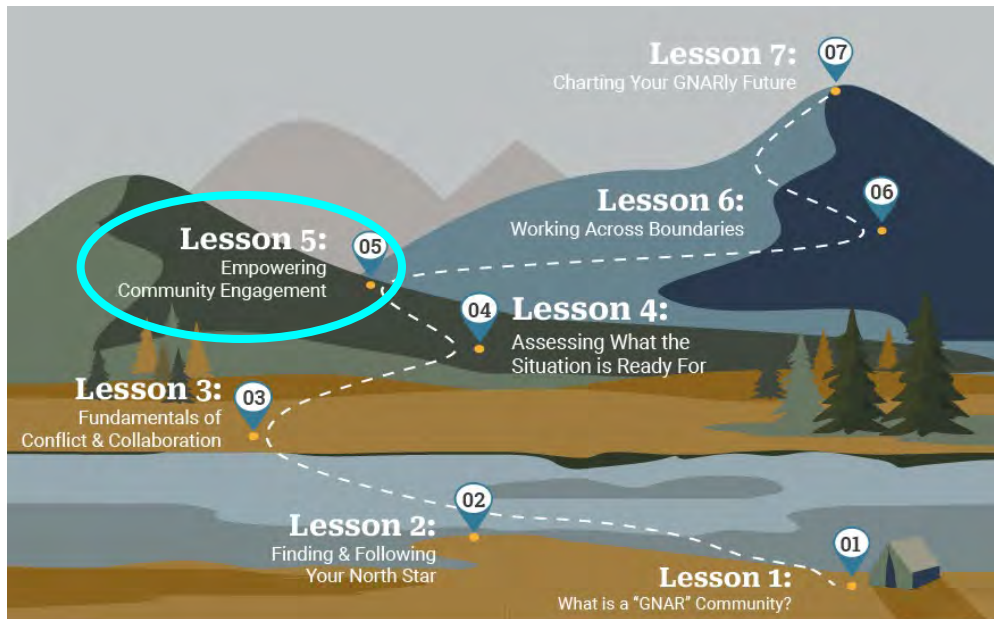 Lesson 7:
Charting Your GNARly Future
07
Lesson 6:
Working Across Boundaries
06
Lesson 5:
Empowering
Community Engagement
05
04
Lesson 4:
Assessing What the
Situation is Ready For
Lesson 3:
Fundamentals of
Conflict & Collaboration
03
02
Lesson 2:
Finding & Following
Your North Star
01
Lesson 1:
What is a “GNAR” Community?